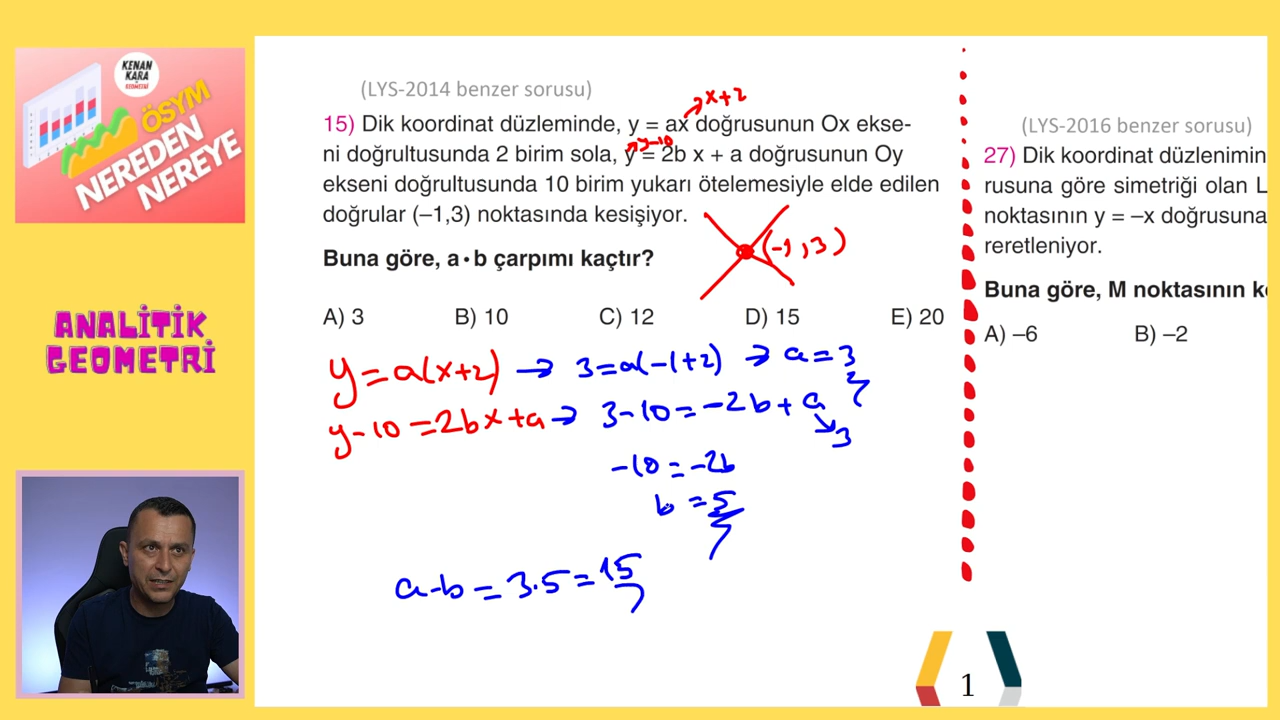 KENAN
KARA
GEOMETRİ
ÖSYM
NEREDEN
NEREYE
ANALİTİK
GEOMETRİ
(LYS-2014 benzer sorusu)
x+2
15) Dik koordinat düzleminde, y = ax doğrusunun Ox ekse-
y-10
ni doğrultusunda 2 birim sola, y = 2b x + a doğrusunun Oy
ekseni doğrultusunda 10 birim yukarı ötelemesiyle elde edilen
doğrular (–1,3) noktasında kesişiyor.
(-1,3)
Buna göre, a • b çarpımı kaçtır?
A) 3 B) 10 C) 12 D) 15 E) 20
y=a(x+2) → 3=a(-1+2) → a=3
y-10=2bx+a → 3-10=-2b+a
3
-10=-2b
b=5
a·b=3.5=15
(LYS-2016 benzer sorusu)
27) Dik koordinat düzlenimin
rusuna göre simetriği olan L
noktasının y = –x doğrusuna
reretleniyor.
Buna göre, M noktasının k
A) –6 B) –2
1